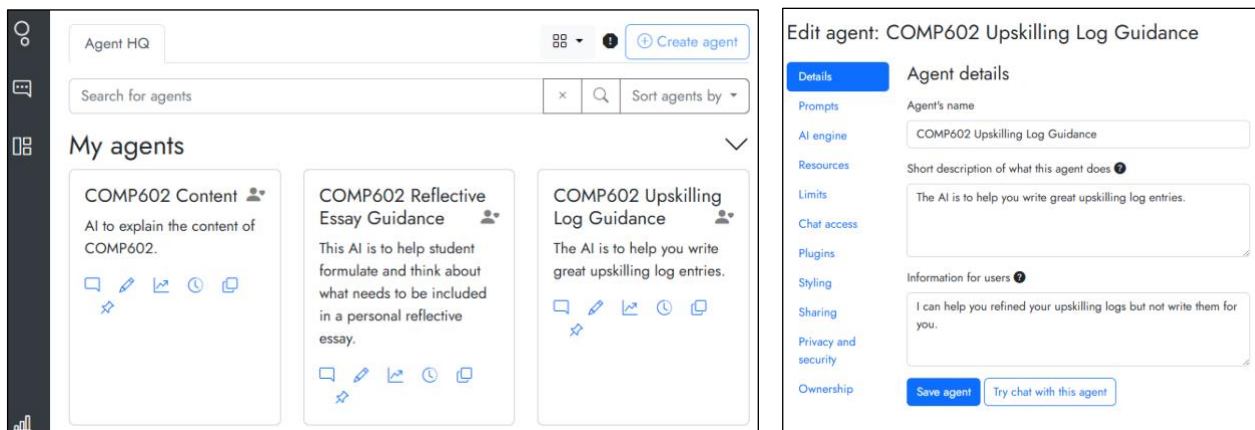 Agent HQ
Create agent
Search for agents
Sort agents by
My agents
COMP602 Content
AI to explain the content of
COMP602.
COMP602 Reflective
Essay Guidance
This AI is to help student
formulate and think about
what needs to be included
in a personal reflective
essay.
COMP602 Upskilling
Log Guidance
The AI is to help you write
great upskilling log entries.
Edit agent: COMP602 Upskilling Log Guidance
Details
Prompts
AI engine
Resources
Limits
Chat access
Plugins
Styling
Sharing
Privacy and
security
Ownership
Agent details
Agent's name
COMP602 Upskilling Log Guidance
Short description of what this agent does
The AI is to help you write great upskilling log entries.
Information for users
I can help you refined your upskilling logs but not write them for
you.
Save agent
Try chat with this agent